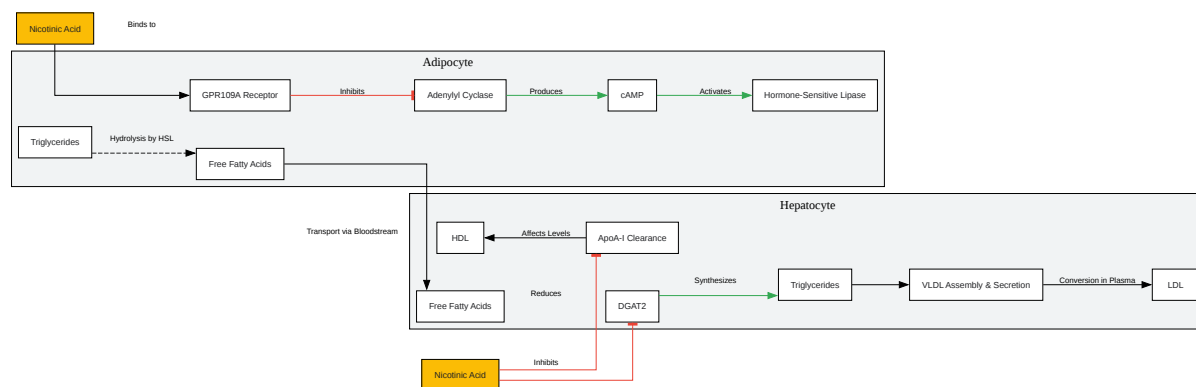 Nicotinic Acid
Binds to
Adipocyte
GPR109A Receptor
Inhibits
Adenylyl Cyclase
Produces
cAMP
Activates
Hormone-Sensitive Lipase
Triglycerides
Hydrolysis by HSL
Free Fatty Acids
Hepatocyte
Transport via Bloodstream
HDL
Affects Levels
ApoA-I Clearance
Free Fatty Acids
Reduces
DGAT2
Synthesizes
Triglycerides
VLDL Assembly & Secretion
Conversion in Plasma
LDL
Inhibits
Nicotinic Acid